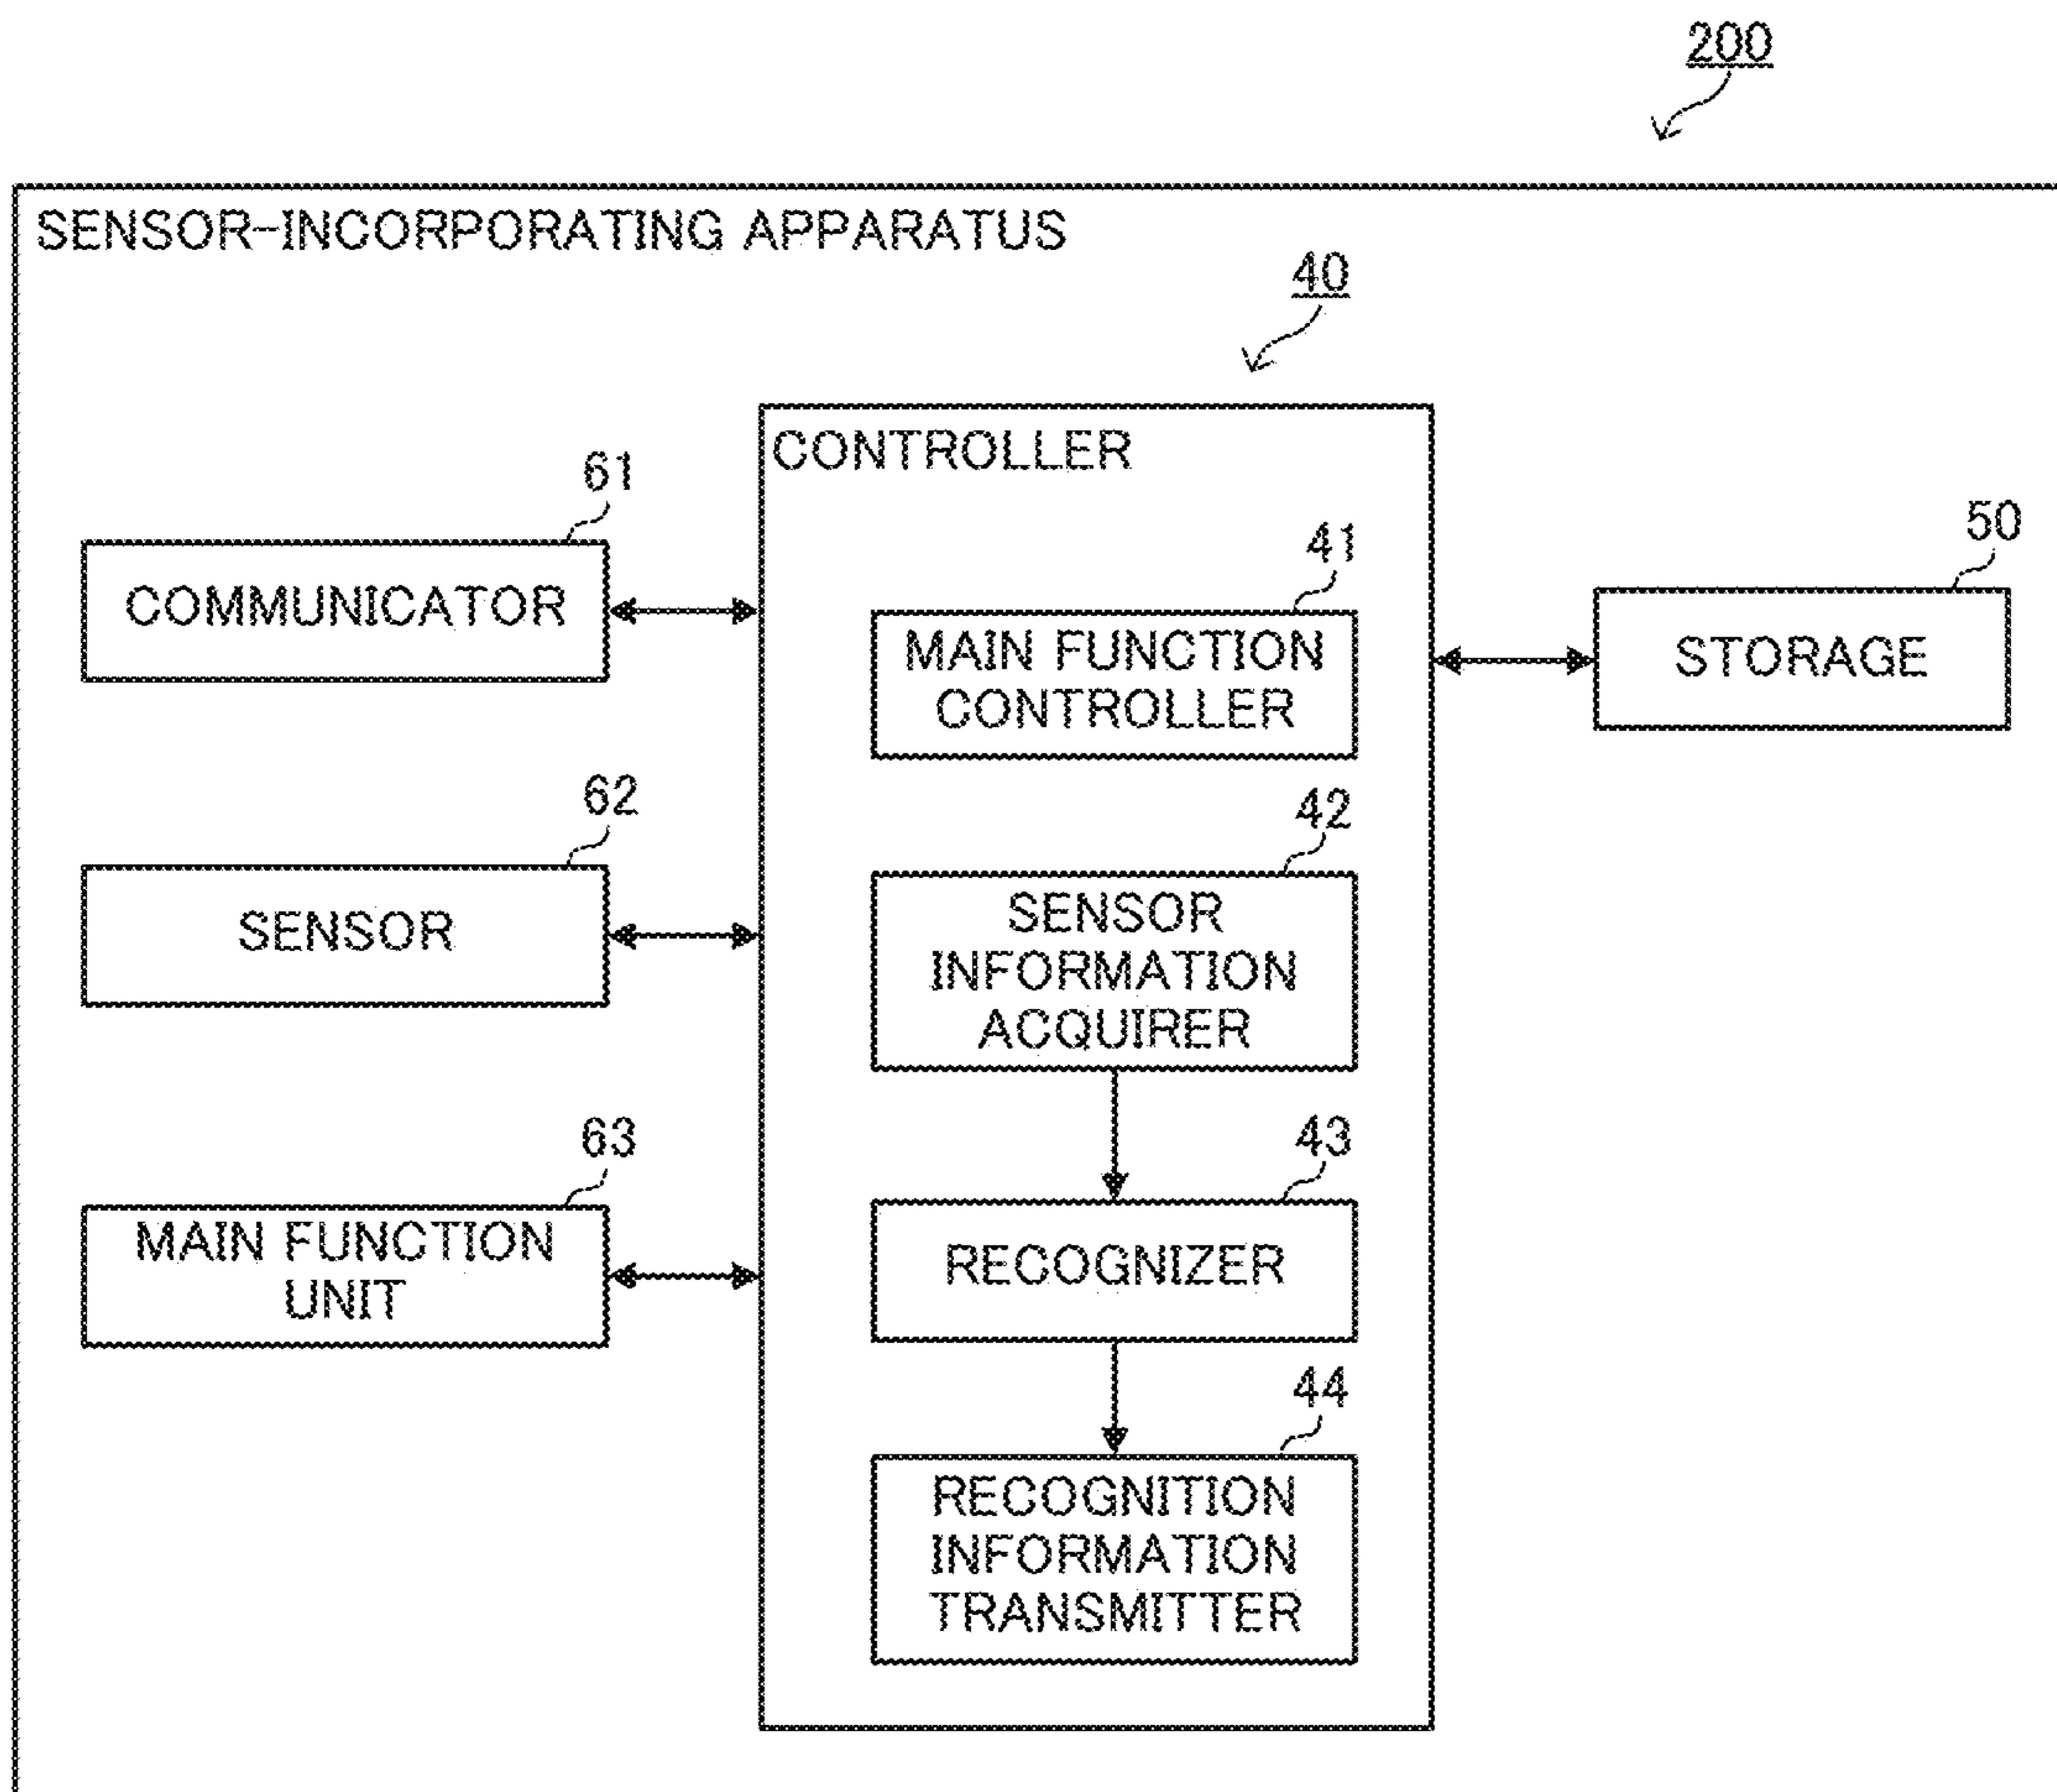 200
SENSOR-INCORPORATING APPARATUS
40
CONTROLLER
61
COMMUNICATOR
41
MAIN FUNCTION
CONTROLLER
50
STORAGE
62
SENSOR
42
SENSOR
INFORMATION
ACQUIRER
63
MAIN FUNCTION
UNIT
43
RECOGNIZER
44
RECOGNITION
INFORMATION
TRANSMITTER